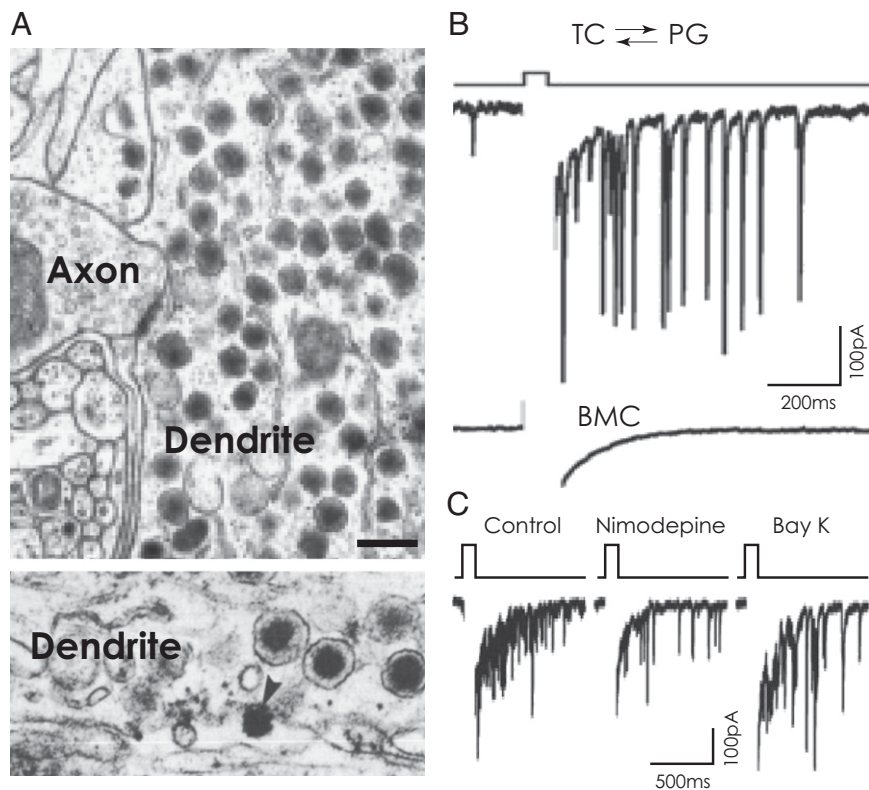 A
Axon
Dendrite
Dendrite
B
TC ⇄ PG
100pA
200ms
BMC
C
Control Nimodepine Bay K
100pA
500ms